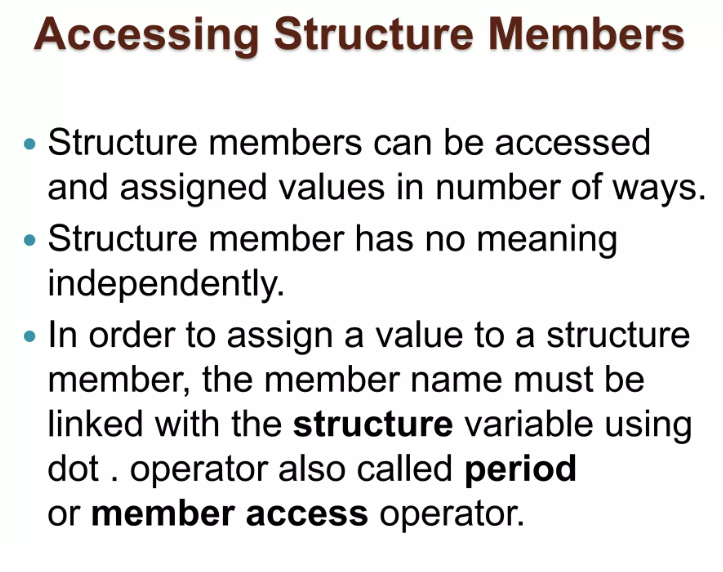 Accessing Structure Members
• Structure members can be accessed
and assigned values in number of ways.
• Structure member has no meaning
independently.
• In order to assign a value to a structure
member, the member name must be
linked with the structure variable using
dot . operator also called period
or member access operator.